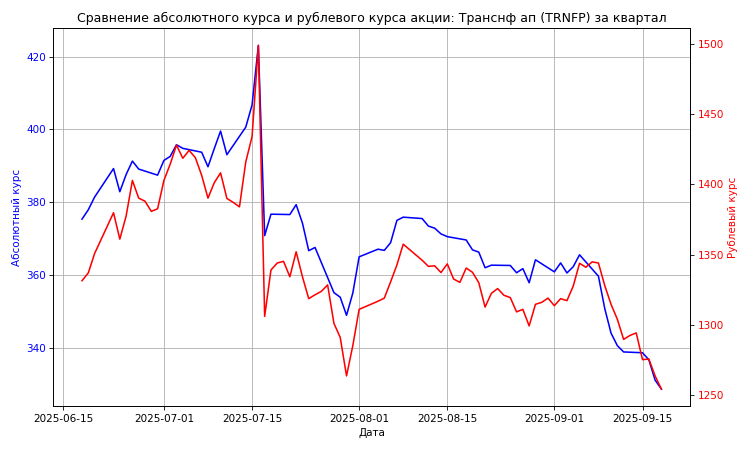 Сравнение абсолютного курса и рублевого курса акции: Транснф ап (TRNFP) за квартал
420
400
380
360
340
Абсолютный курс
1500
1450
1400
1350
1300
1250
Рублевый курс
2025-06-15 2025-07-01 2025-07-15 2025-08-01 2025-08-15 2025-09-01 2025-09-15
Дата